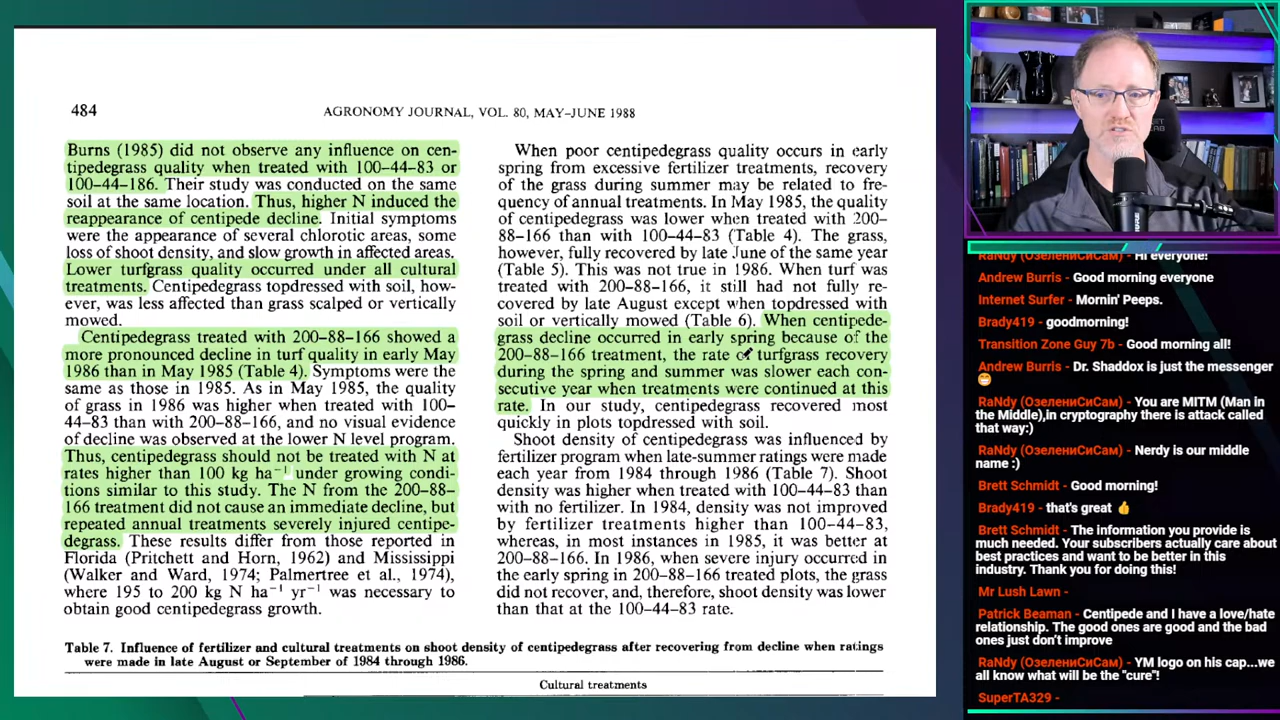 484
AGRONOMY JOURNAL, VOL. 80, MAY–JUNE 1988
Burns (1985) did not observe any influence on cen-
tipedegrass quality when treated with 100–44–83 or
100–44–186. Their study was conducted on the same
soil at the same location. Thus, higher N induced the
reappearance of centipede decline. Initial symptoms
were the appearance of several chlorotic areas, some
loss of shoot density, and slow growth in affected areas.
Lower turfgrass quality occurred under all cultural
treatments. Centipedegrass topdressed with soil, how-
ever, was less affected than grass scalped or vertically
mowed.
Centipedegrass treated with 200–88–166 showed a
more pronounced decline in turf quality in early May
1986 than in May 1985 (Table 4). Symptoms were the
same as those in 1985. As in May 1985, the quality
of grass in 1986 was higher when treated with 100–
44–83 than with 200–88–166, and no visual evidence
of decline was observed at the lower N level program.
Thus, centipedegrass should not be treated with N at
rates higher than 100 kg ha⁻¹ under growing condi-
tions similar to this study. The N from the 200–88–
166 treatment did not cause an immediate decline, but
repeated annual treatments severely injured centipe-
degrass. These results differ from those reported in
Florida (Pritchett and Horn, 1962) and Mississippi
(Walker and Ward, 1974; Palmertree et al., 1974),
where 195 to 200 kg N ha⁻¹ yr⁻¹ was necessary to
obtain good centipedegrass growth.
When poor centipedegrass quality occurs in early
spring from excessive fertilizer treatments, recovery
of the grass during summer may be related to fre-
quency of annual treatments. In May 1985, the quality
of centipedegrass was lower when treated with 200–
88–166 than with 100–44–83 (Table 4). The grass,
however, fully recovered by late June of the same year
(Table 5). This was not true in 1986. When turf was
treated with 200–88–166, it still had not fully re-
covered by late August except when topdressed with
soil or vertically mowed (Table 6). When centipede-
grass decline occurred in early spring because of the
200–88–166 treatment, the rate of turfgrass recovery
during the spring and summer was slower each con-
secutive year when treatments were continued at this
rate. In our study, centipedegrass recovered most
quickly in plots topdressed with soil.
Shoot density of centipedegrass was influenced by
fertilizer program when late-summer ratings were made
each year from 1984 through 1986 (Table 7). Shoot
density was higher when treated with 100–44–83 than
with no fertilizer. In 1984, density was not improved
by fertilizer treatments higher than 100–44–83,
whereas, in most instances in 1985, it was better at
200–88–166. In 1986, when severe injury occurred in
the early spring in 200–88–166 treated plots, the grass
did not recover, and, therefore, shoot density was lower
than that at the 100–44–83 rate.
Table 7. Influence of fertilizer and cultural treatments on shoot density of centipedegrass after recovering from decline when ratings
were made in late August or September of 1984 through 1986.
Cultural treatments
RaNdy (ОзелениСиСам) - Hi everyone!
Andrew Burris - Good morning everyone
Internet Surfer - Mornin' Peeps.
Brady419 - goodmorning!
Transition Zone Guy 7b - Good morning all!
Andrew Burris - Dr. Shaddox is just the messenger
😁
RaNdy (ОзелениСиСам) - You are MITM (Man in
the Middle),in cryptography there is attack called
that way:)
RaNdy (ОзелениСиСам) - Nerdy is our middle
name :)
Brett Schmidt - Good morning!
Brady419 - that's great 👍
Brett Schmidt - The information you provide is
much needed. Your subscribers actually care about
best practices and want to be better in this
industry. Thank you for doing this!
Mr Lush Lawn -
Patrick Beaman - Centipede and I have a love/hate
relationship. The good ones are good and the bad
ones just don't improve
RaNdy (ОзелениСиСам) - YM logo on his cap...we
all know what will be the "cure"!
SuperTA329 -